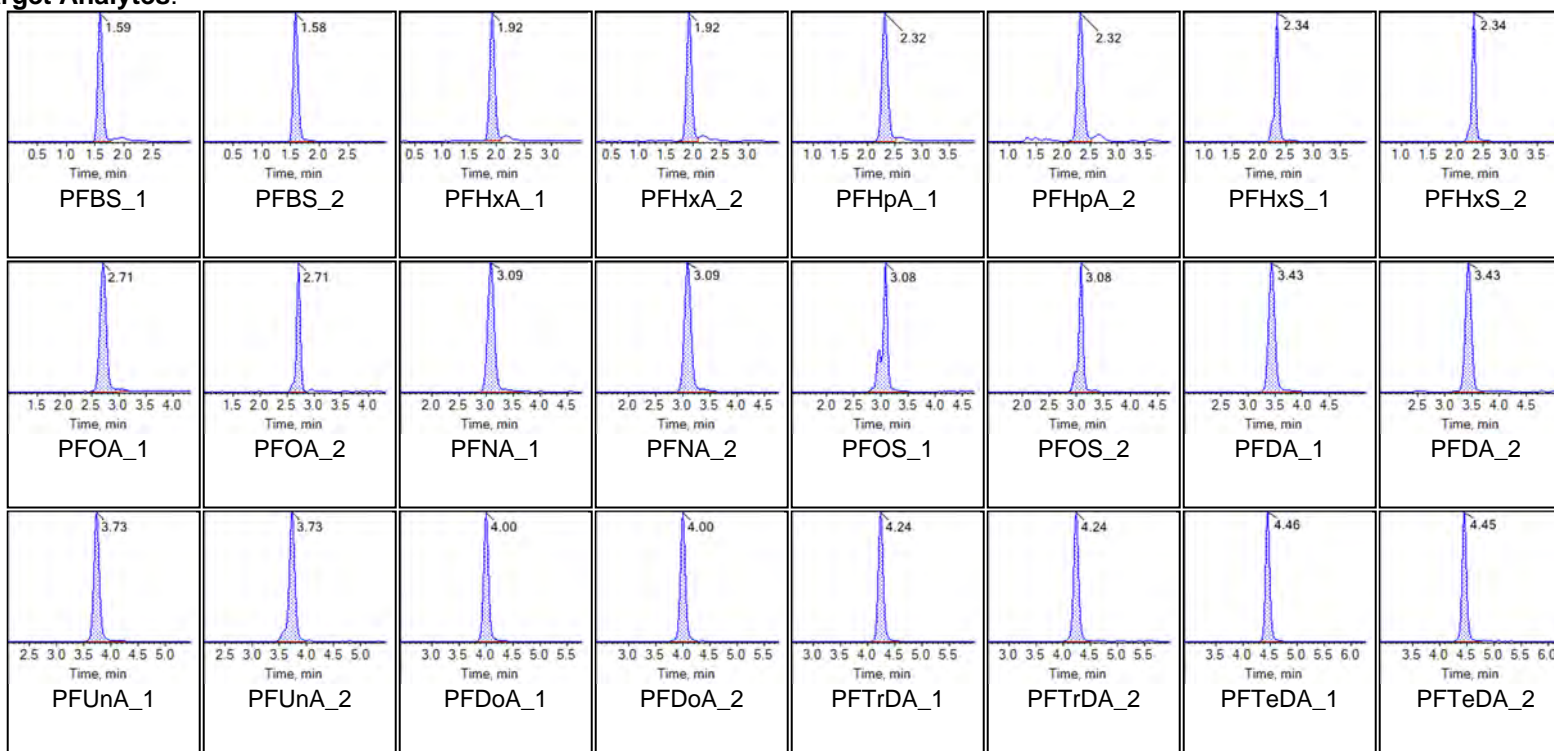 rget Analytes:
1.59 1.58 1.92 1.92 2.32 2.32 2.34 2.34
0.5 1.0 1.5 2.0 2.5 0.5 1.0 1.5 2.0 2.5 0.5 1.0 1.5 2.0 2.5 3.0 0.5 1.0 1.5 2.0 2.5 3.0 1.0 1.5 2.0 2.5 3.0 3.5 1.0 1.5 2.0 2.5 3.0 3.5 1.0 1.5 2.0 2.5 3.0 3.5 1.0 1.5 2.0 2.5 3.0 3.5
Time, min Time, min Time, min Time, min Time, min Time, min Time, min Time, min
PFBS_1 PFBS_2 PFHxA_1 PFHxA_2 PFHpA_1 PFHpA_2 PFHxS_1 PFHxS_2
2.71 2.71 3.09 3.09 3.08 3.08 3.43 3.43
1.5 2.0 2.5 3.0 3.5 4.0 1.5 2.0 2.5 3.0 3.5 4.0 2.0 2.5 3.0 3.5 4.0 4.5 2.0 2.5 3.0 3.5 4.0 4.5 2.0 2.5 3.0 3.5 4.0 4.5 2.0 2.5 3.0 3.5 4.0 4.5 2.5 3.0 3.5 4.0 4.5 2.5 3.0 3.5 4.0 4.5
Time, min Time, min Time, min Time, min Time, min Time, min Time, min Time, min
PFOA_1 PFOA_2 PFNA_1 PFNA_2 PFOS_1 PFOS_2 PFDA_1 PFDA_2
3.73 3.73 4.00 4.00 4.24 4.24 4.46 4.45
2.5 3.0 3.5 4.0 4.5 5.0 2.5 3.0 3.5 4.0 4.5 5.0 3.0 3.5 4.0 4.5 5.0 5.5 3.0 3.5 4.0 4.5 5.0 5.5 3.0 3.5 4.0 4.5 5.0 5.5 3.0 3.5 4.0 4.5 5.0 5.5 3.5 4.0 4.5 5.0 5.5 6.0 3.5 4.0 4.5 5.0 5.5 6.0
Time, min Time, min Time, min Time, min Time, min Time, min Time, min Time, min
PFUnA_1 PFUnA_2 PFDoA_1 PFDoA_2 PFTrDA_1 PFTrDA_2 PFTeDA_1 PFTeDA_2